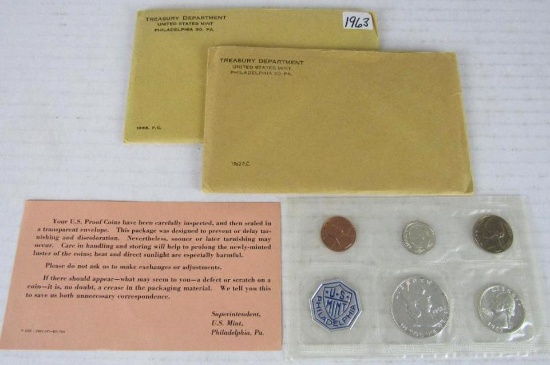 TREASURY DEPARTMENT
UNITED STATES MINT
PHILADELPHIA 30, PA.
1963
TREASURY DEPARTMENT
UNITED STATES MINT
PHILADELPHIA 30, PA.
Your U.S. Proof Coins have been carefully inspected, and then sealed in
a transparent envelope. This package was designed to prevent or delay tar-
nishing and discoloration. Nevertheless, sooner or later tarnishing may
occur. Care in handling and storing will help to prolong the newly-minted
luster of the coins; heat and direct sunlight are especially harmful.
Please do not ask us to make exchanges or adjustments.
If there should appear—what may seem to you—a defect or scratch on a
coin—it is, no doubt, a crease in the packaging material. We tell you this
to save us both unnecessary correspondence.
Superintendent,
U.S. Mint,
Philadelphia, Pa.
U.S.
MINT
PHILADELPHIA